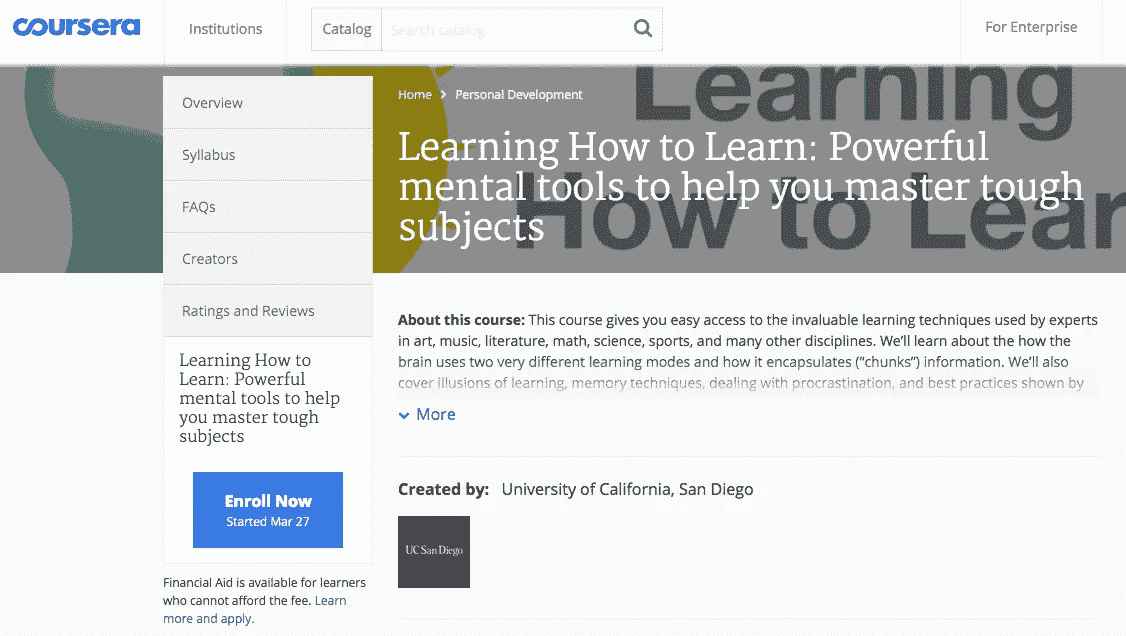 coursera
Institutions
Catalog
Search catalog
For Enterprise
Learning
How to Lear
Home > Personal Development
Learning How to Learn: Powerful
mental tools to help you master tough
subjects
Overview
Syllabus
FAQs
Creators
Ratings and Reviews
Learning How to
Learn: Powerful
mental tools to help
you master tough
subjects
Enroll Now
Started Mar 27
Financial Aid is available for learners
who cannot afford the fee. Learn
more and apply.
About this course: This course gives you easy access to the invaluable learning techniques used by experts
in art, music, literature, math, science, sports, and many other disciplines. We’ll learn about the how the
brain uses two very different learning modes and how it encapsulates (“chunks”) information. We’ll also
cover illusions of learning, memory techniques, dealing with procrastination, and best practices shown by
More
Created by: University of California, San Diego
UC San Diego